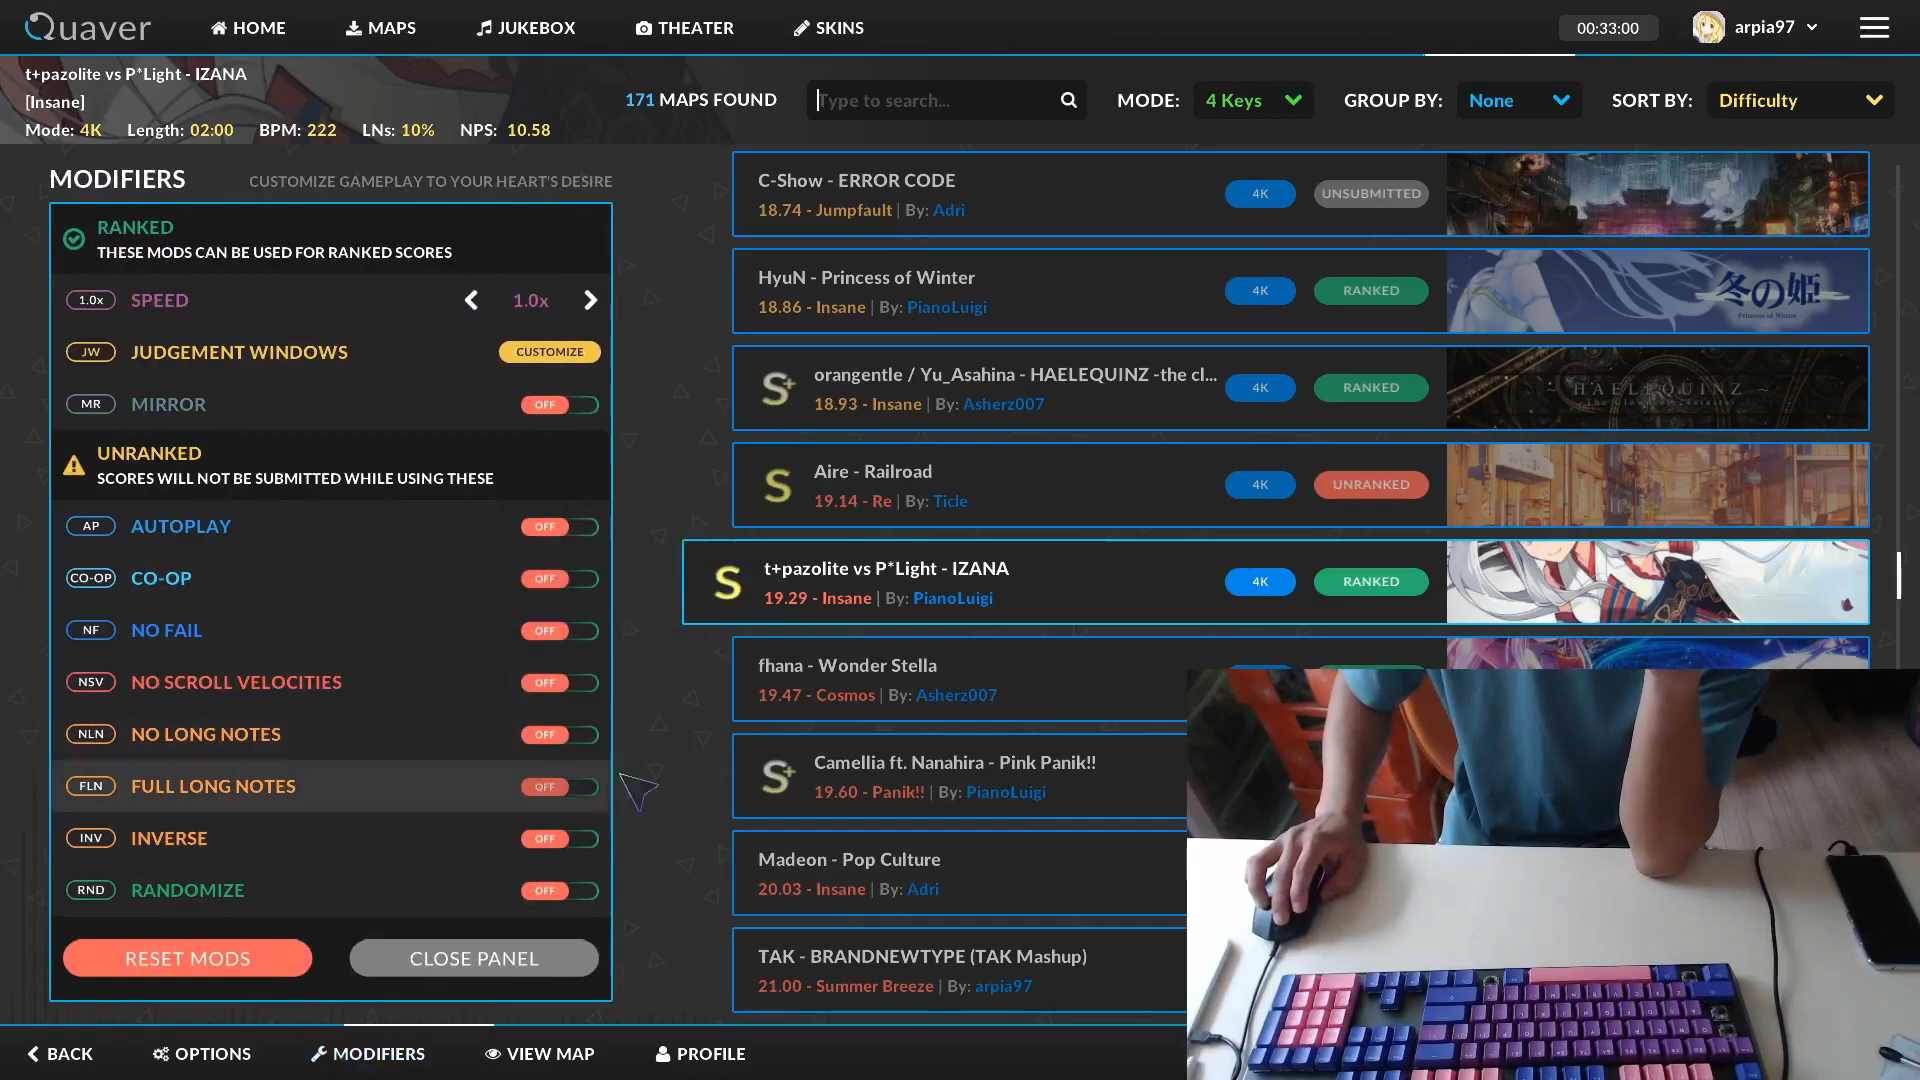 Quaver
HOME
MAPS
JUKEBOX
THEATER
SKINS
00:33:00
arpia97
t+pazolite vs P*Light - IZANA
[Insane]
Mode: 4K Length: 02:00 BPM: 222 LNs: 10% NPS: 10.58
171 MAPS FOUND
Type to search...
MODE: 4 Keys
GROUP BY: None
SORT BY: Difficulty
MODIFIERS
CUSTOMIZE GAMEPLAY TO YOUR HEART'S DESIRE
RANKED
THESE MODS CAN BE USED FOR RANKED SCORES
1.0x SPEED 1.0x
JW JUDGEMENT WINDOWS CUSTOMIZE
MR MIRROR OFF
UNRANKED
SCORES WILL NOT BE SUBMITTED WHILE USING THESE
AP AUTOPLAY OFF
CO-OP CO-OP OFF
NF NO FAIL OFF
NSV NO SCROLL VELOCITIES OFF
NLN NO LONG NOTES OFF
FLN FULL LONG NOTES OFF
INV INVERSE OFF
RND RANDOMIZE OFF
RESET MODS
CLOSE PANEL
C-Show - ERROR CODE
18.74 - Jumpfault | By: Adri
4K UNSUBMITTED
HyuN - Princess of Winter
18.86 - Insane | By: PianoLuigi
4K RANKED
冬の姫
- Princess of Winter -
S+
orangentle / Yu_Asahina - HAELEQUINZ -the cl...
18.93 - Insane | By: Asherz007
4K RANKED
HAELEQUINZ
S
Aire - Railroad
19.14 - Re | By: Ticle
4K UNRANKED
S
t+pazolite vs P*Light - IZANA
19.29 - Insane | By: PianoLuigi
4K RANKED
fhana - Wonder Stella
19.47 - Cosmos | By: Asherz007
S+
Camellia ft. Nanahira - Pink Panik!!
19.60 - Panik!! | By: PianoLuigi
Madeon - Pop Culture
20.03 - Insane | By: Adri
TAK - BRANDNEWTYPE (TAK Mashup)
21.00 - Summer Breeze | By: arpia97
BACK
OPTIONS
MODIFIERS
VIEW MAP
PROFILE